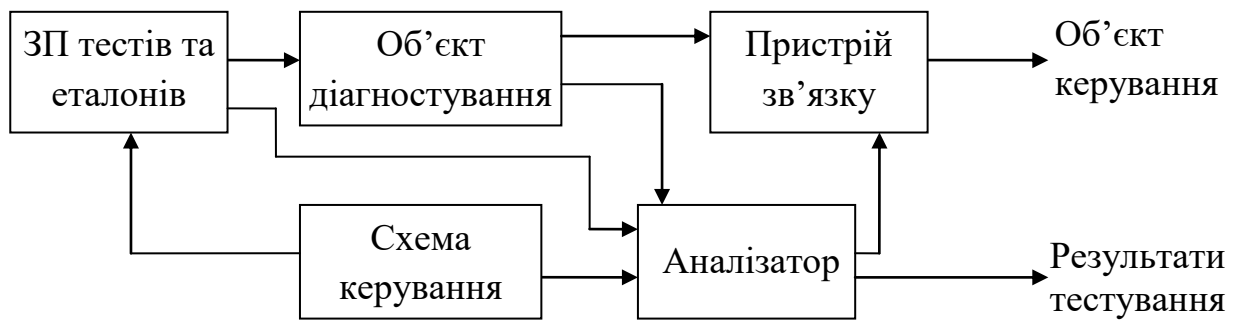 ЗП тестів та
еталонів
Об’єкт
діагностування
Пристрій
зв’язку
Об’єкт
керування
Схема
керування
Аналізатор
Результати
тестування